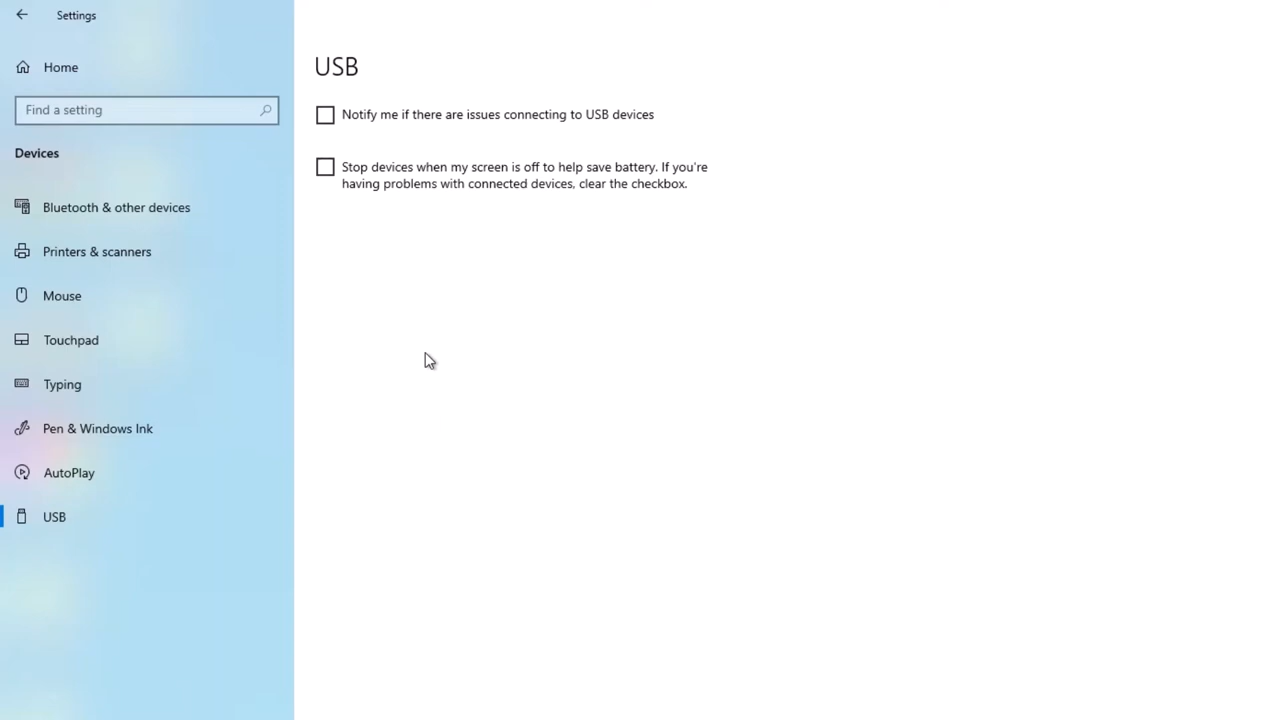 Settings
Home
Find a setting
Devices
Bluetooth & other devices
Printers & scanners
Mouse
Touchpad
Typing
Pen & Windows Ink
AutoPlay
USB
USB
Notify me if there are issues connecting to USB devices
Stop devices when my screen is off to help save battery. If you're
having problems with connected devices, clear the checkbox.